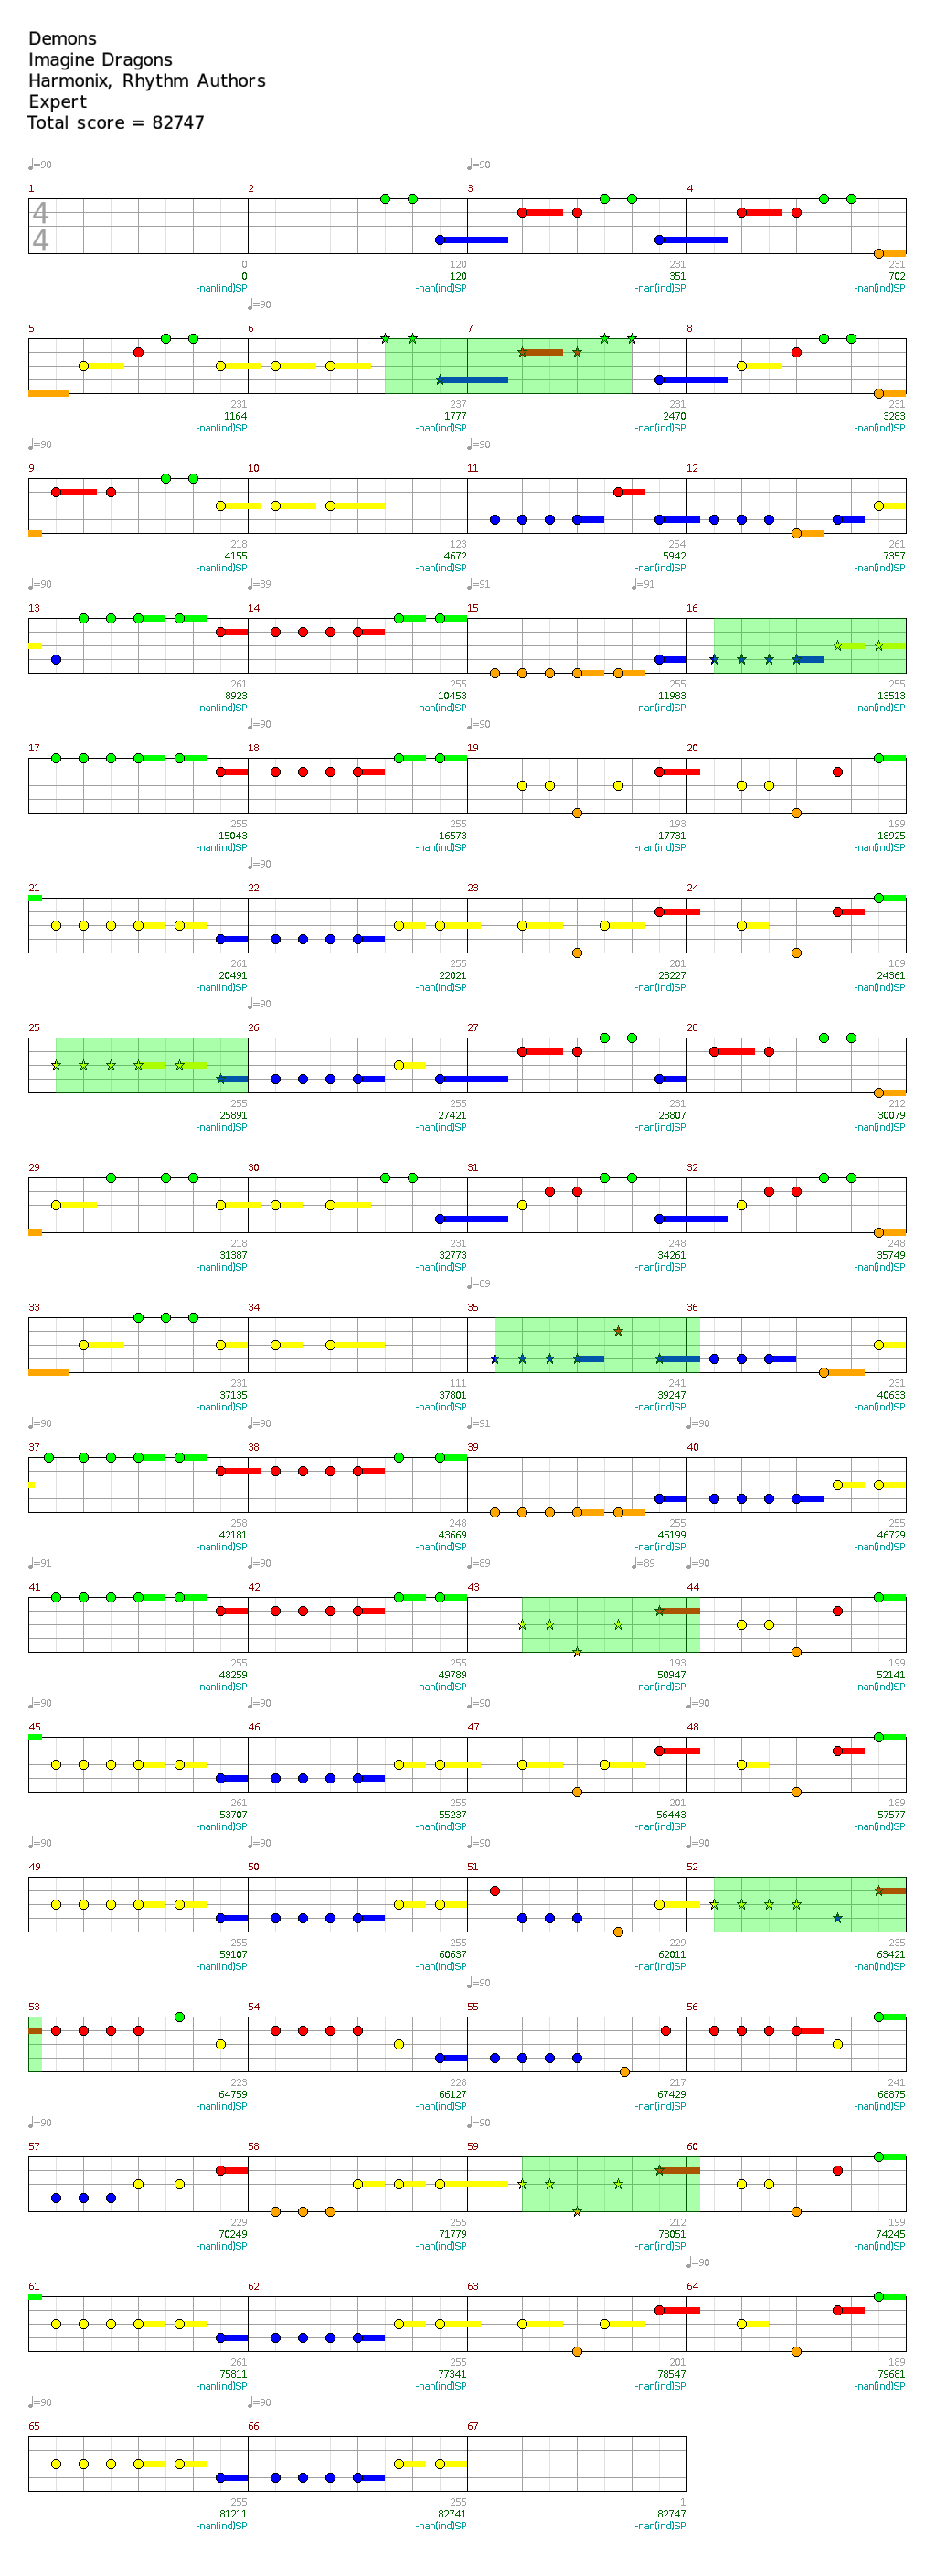 Demons
Imagine Dragons
Harmonix, Rhythm Authors
Expert
Total score = 82747
♩=90 ♩=90
1 2 3 4
4
4
0 120 231 231
0 120 351 702
-nan(ind)SP -nan(ind)SP -nan(ind)SP -nan(ind)SP
♩=90
5 6 7 8
231 237 231 231
1164 1777 2470 3283
-nan(ind)SP -nan(ind)SP -nan(ind)SP -nan(ind)SP
♩=90
9 10 11 12
218 123 254 261
4155 4672 5942 7357
-nan(ind)SP -nan(ind)SP -nan(ind)SP -nan(ind)SP
♩=90 ♩=89 ♩=91 ♩=91
13 14 15 16
261 255 255 255
8923 10453 11983 13513
-nan(ind)SP -nan(ind)SP -nan(ind)SP -nan(ind)SP
♩=90 ♩=90
17 18 19 20
255 255 193 199
15043 16573 17731 18925
-nan(ind)SP -nan(ind)SP -nan(ind)SP -nan(ind)SP
♩=90
21 22 23 24
261 255 201 189
20491 22021 23227 24361
-nan(ind)SP -nan(ind)SP -nan(ind)SP -nan(ind)SP
♩=90
25 26 27 28
255 255 231 212
25891 27421 28807 30079
-nan(ind)SP -nan(ind)SP -nan(ind)SP -nan(ind)SP
29 30 31 32
218 231 248 248
31387 32773 34261 35749
-nan(ind)SP -nan(ind)SP -nan(ind)SP -nan(ind)SP
♩=89
33 34 35 36
231 111 241 231
37135 37801 39247 40633
-nan(ind)SP -nan(ind)SP -nan(ind)SP -nan(ind)SP
♩=90 ♩=90 ♩=91 ♩=90
37 38 39 40
258 248 255 255
42181 43669 45199 46729
-nan(ind)SP -nan(ind)SP -nan(ind)SP -nan(ind)SP
♩=91 ♩=90 ♩=89 ♩=89 ♩=90
41 42 43 44
255 255 193 199
48259 49789 50947 52141
-nan(ind)SP -nan(ind)SP -nan(ind)SP -nan(ind)SP
♩=90 ♩=90 ♩=89 ♩=90
45 46 47 48
261 255 201 189
53707 55237 56443 57577
-nan(ind)SP -nan(ind)SP -nan(ind)SP -nan(ind)SP
♩=90 ♩=90 ♩=90 ♩=90
49 50 51 52
255 255 229 235
59107 60637 62011 63421
-nan(ind)SP -nan(ind)SP -nan(ind)SP -nan(ind)SP
♩=90
53 54 55 56
223 228 217 241
64759 66127 67429 68875
-nan(ind)SP -nan(ind)SP -nan(ind)SP -nan(ind)SP
♩=90 ♩=90
57 58 59 60
229 255 212 199
70249 71779 73051 74245
-nan(ind)SP -nan(ind)SP -nan(ind)SP -nan(ind)SP
♩=90
61 62 63 64
261 255 201 189
75811 77341 78547 79681
-nan(ind)SP -nan(ind)SP -nan(ind)SP -nan(ind)SP
♩=90 ♩=90
65 66 67
255 255 1
81211 82741 82747
-nan(ind)SP -nan(ind)SP -nan(ind)SP